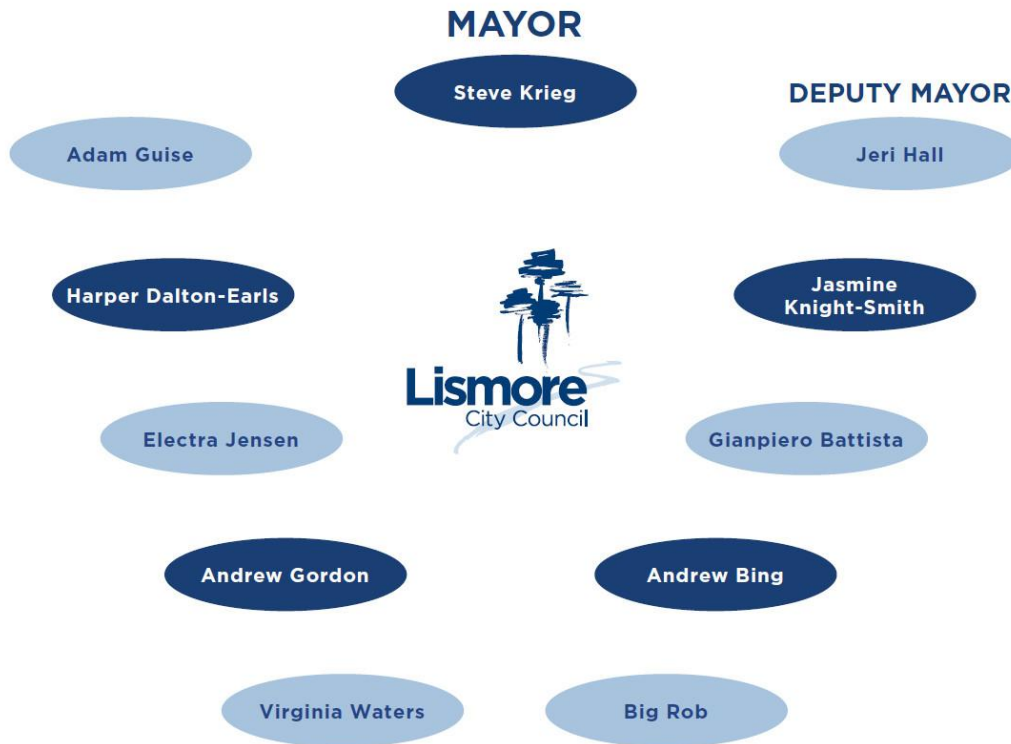 MAYOR
Steve Krieg
DEPUTY MAYOR
Adam Guise
Jeri Hall
Harper Dalton-Earls
Jasmine
Knight-Smith
Lismore
City Council
Electra Jensen
Gianpiero Battista
Andrew Gordon
Andrew Bing
Virginia Waters
Big Rob